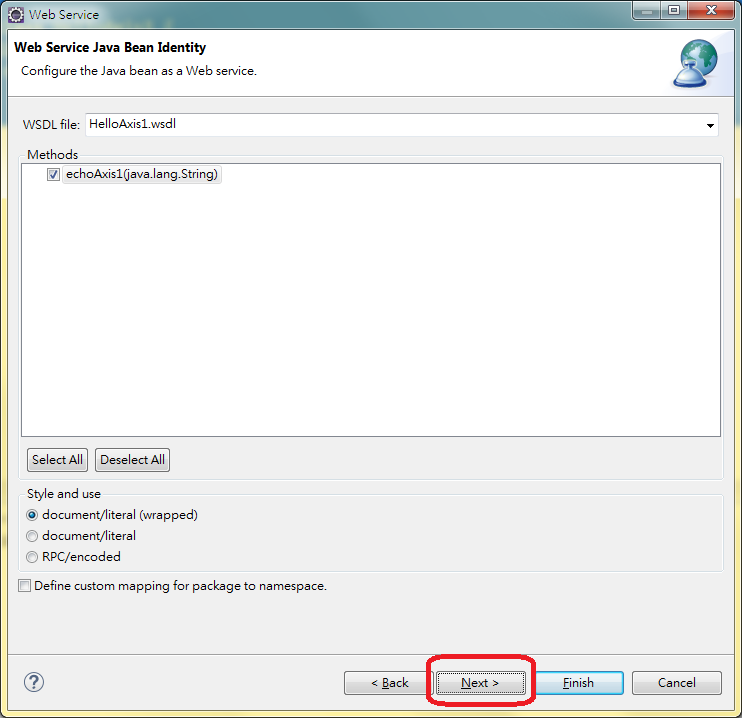 Web Service
Web Service Java Bean Identity
Configure the Java bean as a Web service.
WSDL file: HelloAxis1.wsdl
Methods
echoAxis1(java.lang.String)
Select All Deselect All
Style and use
document/literal (wrapped)
document/literal
RPC/encoded
Define custom mapping for package to namespace.
? < Back Next > Finish Cancel